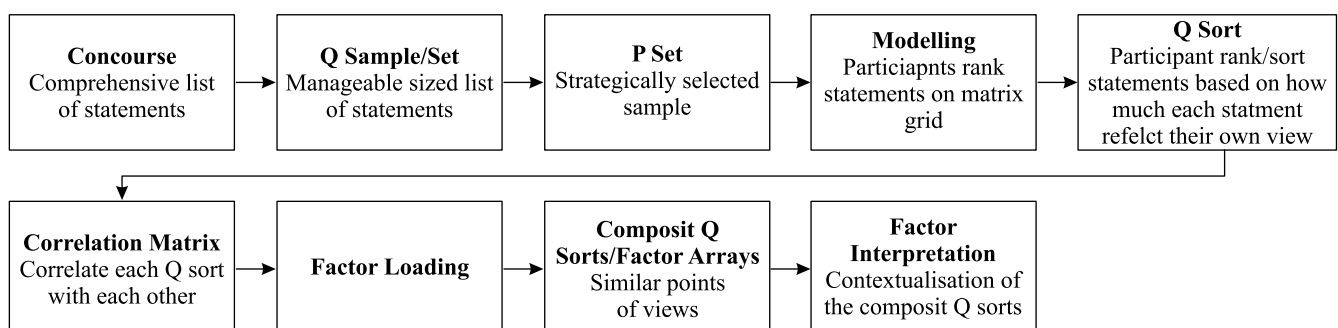 Concourse
Comprehensive list
of statements
Q Sample/Set
Manageable sized list
of statements
P Set
Strategically selected
sample
Modelling
Particiapnts rank
statements on matrix
grid
Q Sort
Participant rank/sort
statements based on how
much each statment
refelct their own view
Correlation Matrix
Correlate each Q sort
with each other
Factor Loading
Composit Q
Sorts/Factor Arrays
Similar points
of views
Factor
Interpretation
Contextualisation of
the composit Q sorts